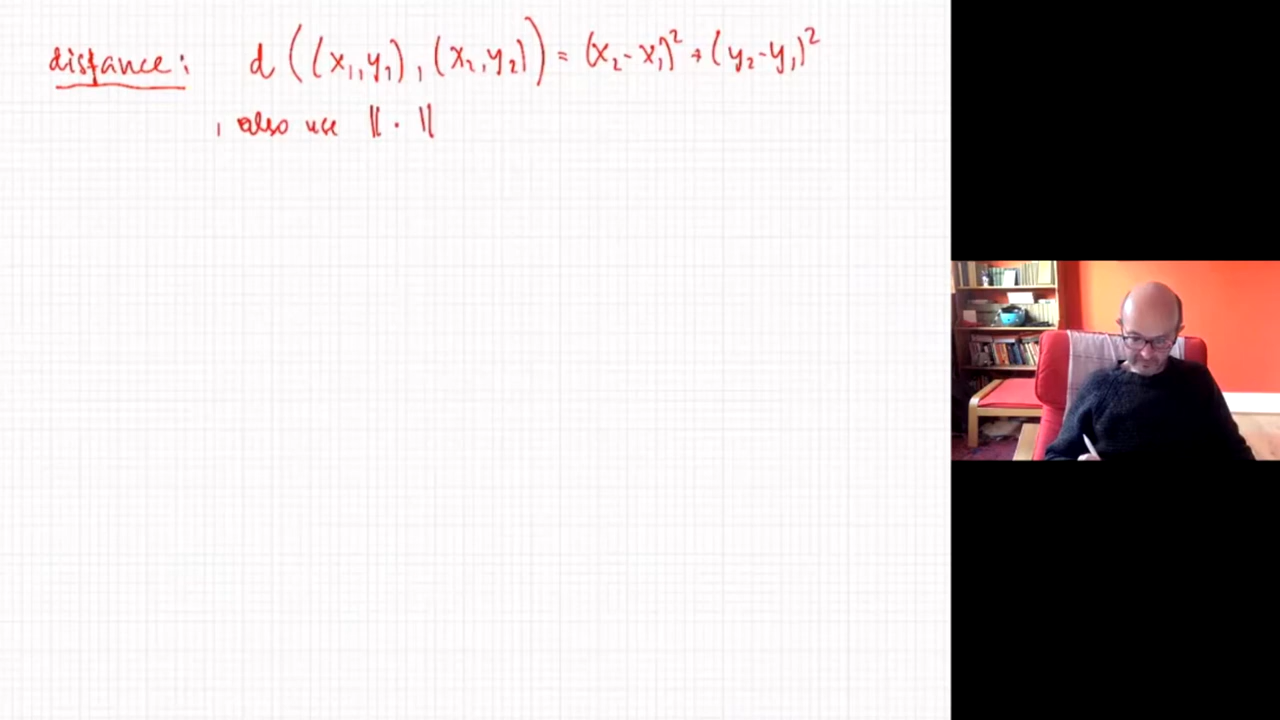 distance: d((x₁,y₁),(x₂,y₂)) = (x₂-x₁)² + (y₂-y₁)²
, also use ‖·‖